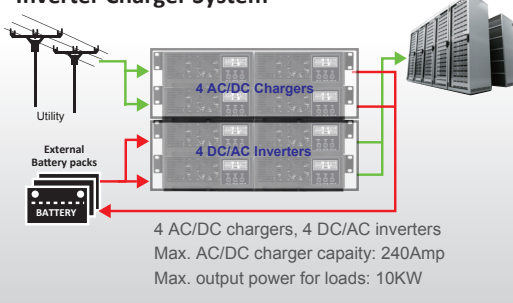 Inverter Charger System
Utility
4 AC/DC Chargers
4 DC/AC Inverters
External
Battery packs
BATTERY
4 AC/DC chargers, 4 DC/AC inverters
Max. AC/DC charger capaity: 240Amp
Max. output power for loads: 10KW